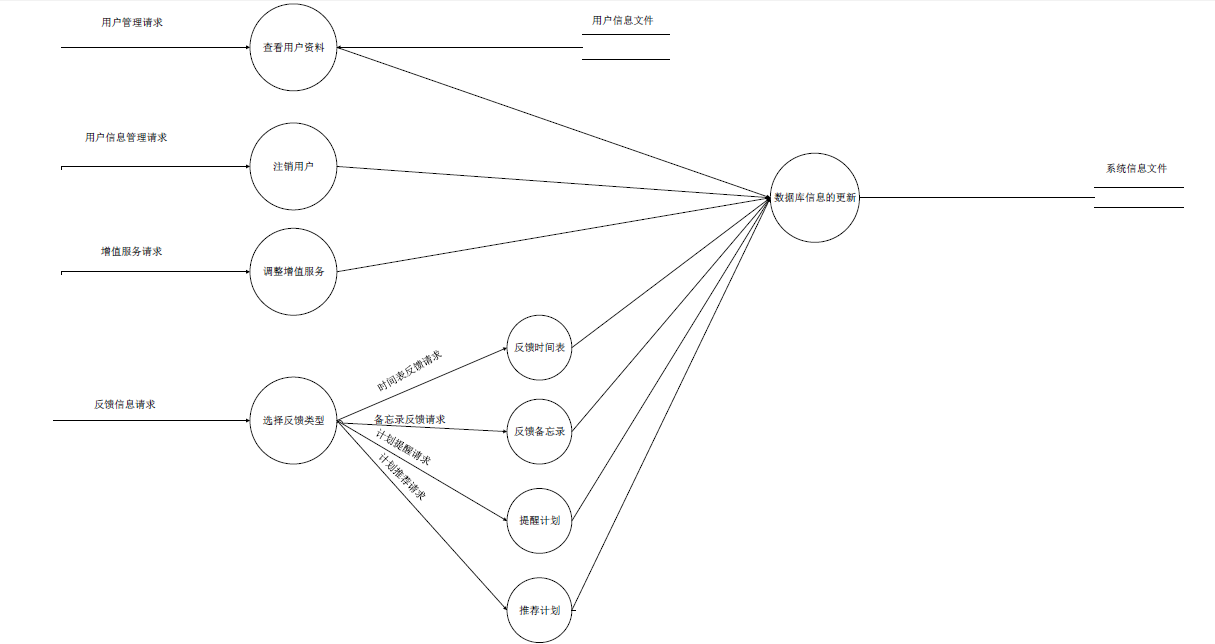 用户管理请求
查看用户资料
用户信息文件
用户信息管理请求
注销用户
数据库信息的更新
系统信息文件
增值服务请求
调整增值服务
反馈信息请求
选择反馈类型
时间表反馈请求
反馈时间表
备忘录反馈请求
反馈备忘录
计划提醒请求
提醒计划
计划推荐请求
推荐计划